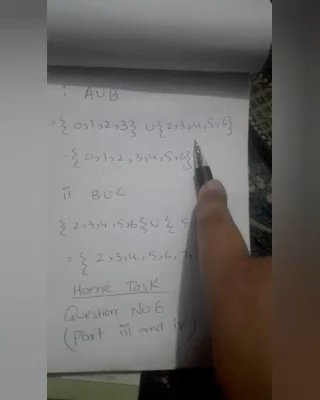 i AUB
= {0,1,2,3} ∪ {2,3,4,5,6}
= {0,1,2,3,4,5,6}
ii BUC
{2,3,4,5,6} ∪ { 5
= { 2,3,4,5,6,7,
Home Task
Question No 6
(Part iii and iv)